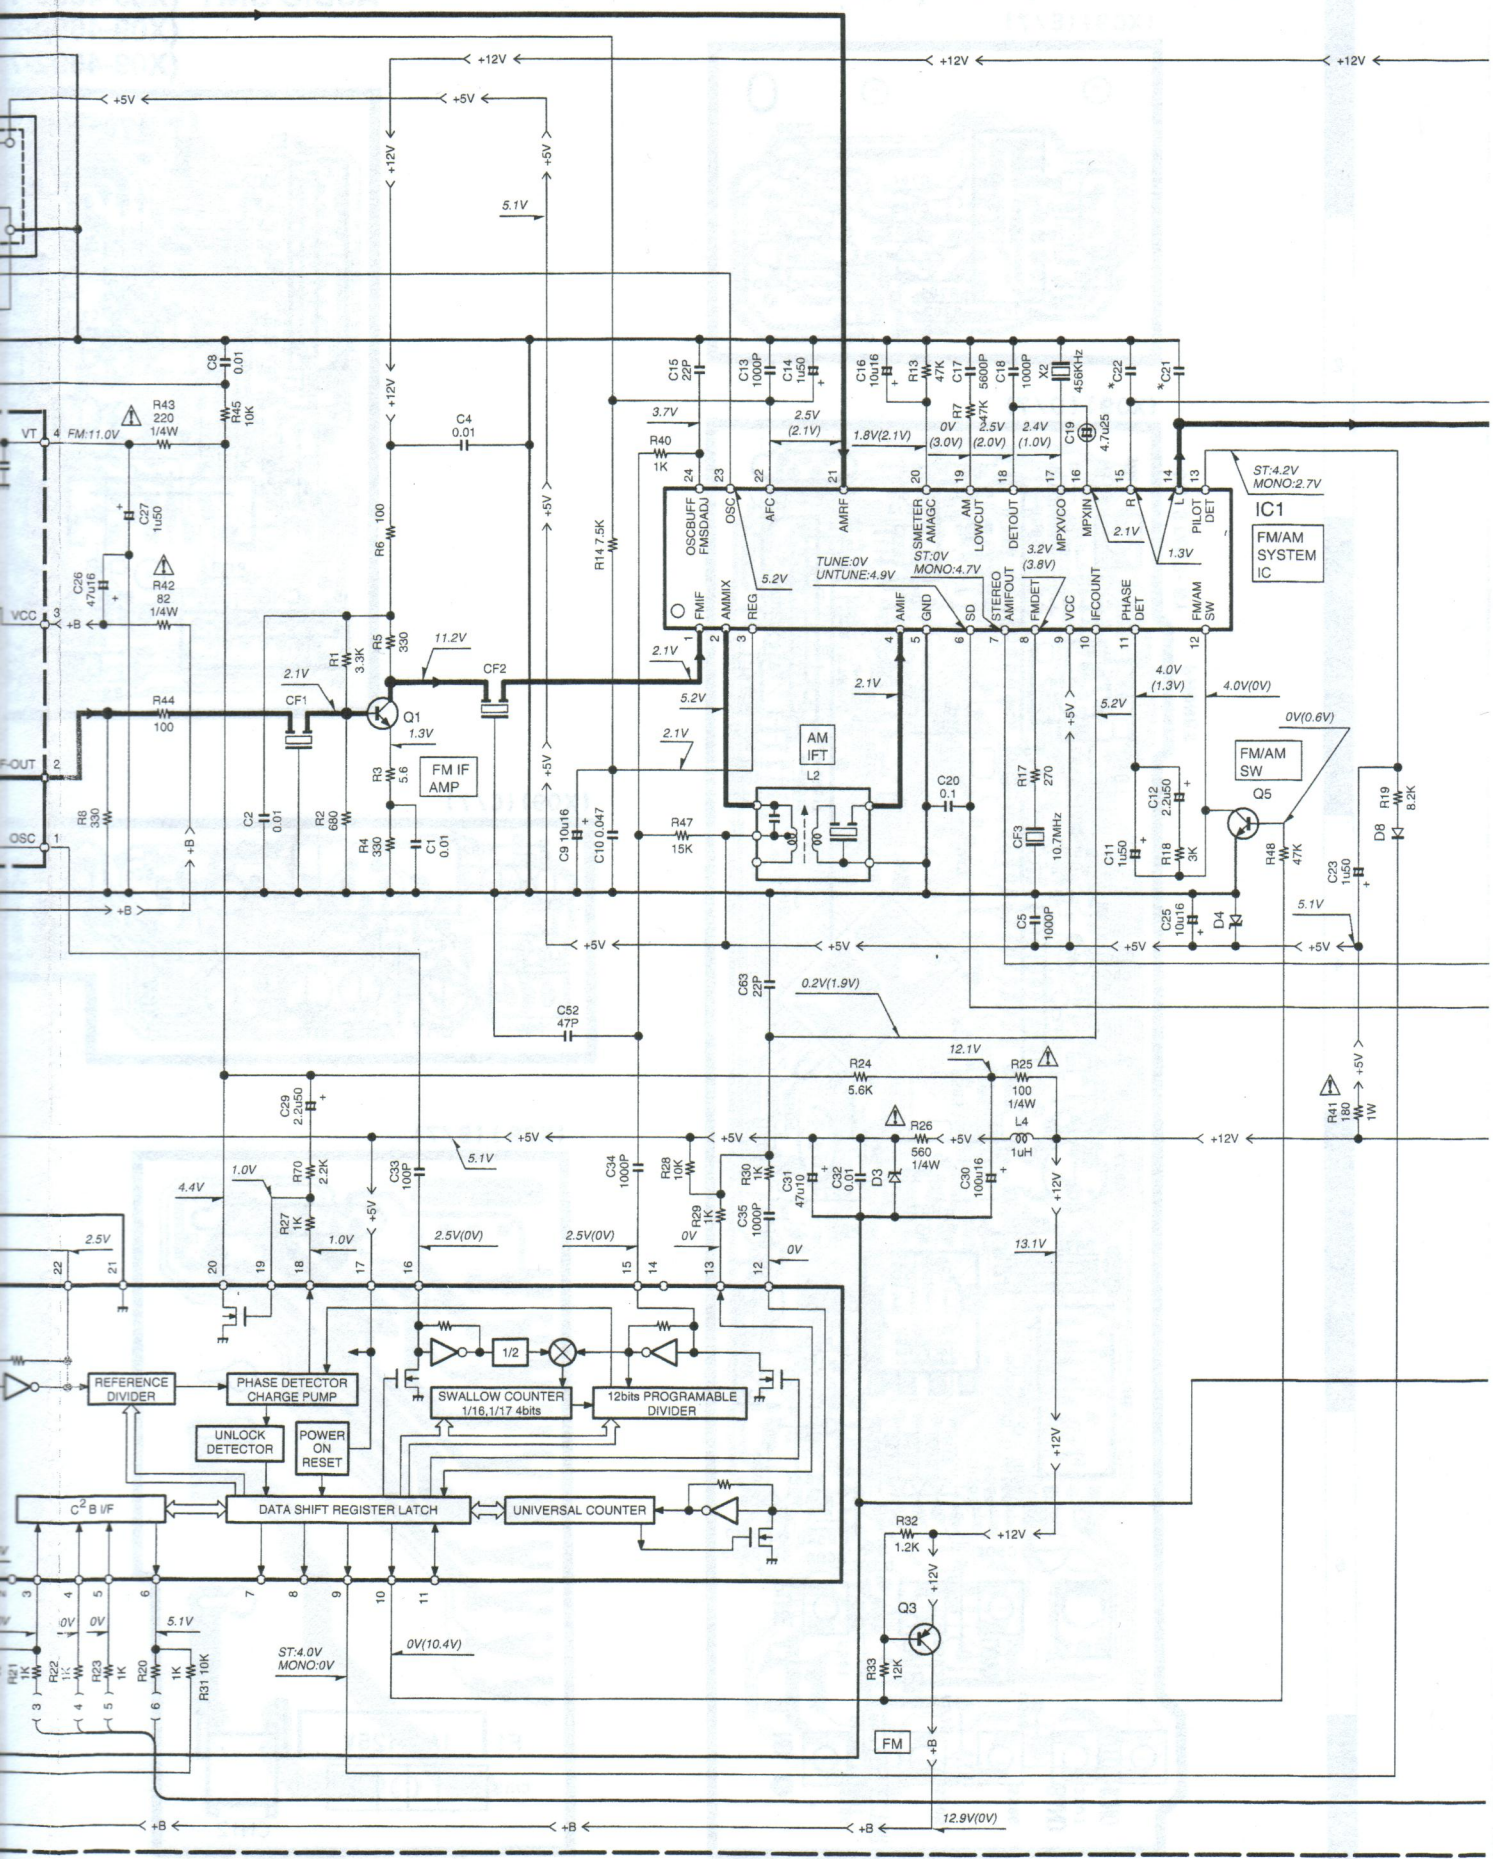 +12V
+12V
+12V
+5V
+5V
+12V
+5V
5.1V
C8
0.01
+12V
R43
220
1/4W
R45
10K
VT
4
FM:11.0V
C4
0.01
C27
1u50
+5V
R6
100
R14 7.5K
C26
47u16
R42
82
1/4W
VCC
3
+B
R1
3.3K
R5
330
11.2V
2.1V
CF1
CF2
R44
100
Q1
1.3V
F-OUT
2
R3
5.6
FM IF
AMP
R8
330
C2
0.01
R2
680
R4
330
C1
0.01
OSC
1
+B
+B
+5V
C15
22P
C13
1000P
C14
1u50
+
C16
10u16
+
R13
47K
C17
5600P
C18
1000P
X2
456KHz
*C22
*C21
3.7V
R40
1K
2.5V
(2.1V)
1.8V(2.1V)
0V
(3.0V)
R7
47K
2.5V
(2.0V)
2.4V
(1.0V)
C19
4.7u25
ST:4.2V
MONO:2.7V
24
23
22
21
20
19
18
17
16
15
14
13
OSCBUFF
FMSDADJ
OSC
AFC
AMRF
SMETER
AMAGC
AM
LOWCUT
DETOUT
MPXVCO
MPXIN
R
L
PILOT
DET
IC1
FM/AM
SYSTEM
IC
5.2V
TUNE:0V
UNTUNE:4.9V
ST:0V
MONO:4.7V
3.2V
(3.8V)
2.1V
1.3V
FMIF
AMMIX
REG
AMIF
GND
SD
STEREO
AMIFOUT
FMDET
VCC
IFCOUNT
PHASE
DET
FM/AM
SW
1
2
3
4
5
6
7
8
9
10
11
12
2.1V
5.2V
2.1V
2.1V
4.0V
(1.3V)
4.0V(0V)
+5V
5.2V
0V(0.6V)
AM
IFT
L2
FM/AM
SW
Q5
C20
0.1
R17
270
CF3
10.7MHz
C12
2.2u50
C11
1u50
R18
3K
R48
47K
R19
8.2K
D8
C23
1u50
C9 10u16
C10 0.047
R47
15K
C5
1000P
C25
10u16
D4
5.1V
+5V
+5V
+5V
+5V
C63
22P
0.2V(1.9V)
C52
47P
12.1V
R24
5.6K
R25
100
1/4W
+5V
R41
180
1W
C29
2.2u50
+5V
+5V
R26
560
1/4W
+5V
L4
1uH
+12V
5.1V
1.0V
R70
2.2K
4.4V
R27
1K
1.0V
+5V
C33
100P
C34
1000P
R28
10K
R30
1K
R29
1K
C35
1000P
C31
47u10
C32
0.01
D3
C30
100u16
+12V
13.1V
2.5V
2.5V(0V)
2.5V(0V)
0V
0V
22
21
20
19
18
17
16
15
14
13
12
1/2
REFERENCE
DIVIDER
PHASE DETECTOR
CHARGE PUMP
SWALLOW COUNTER
1/16,1/17 4bits
12bits PROGRAMABLE
DIVIDER
UNLOCK
DETECTOR
POWER
ON
RESET
+12V
C2B I/F
DATA SHIFT REGISTER LATCH
UNIVERSAL COUNTER
R32
1.2K
+12V
+12V
3
4
5
6
7
8
9
10
11
Q3
0V
0V
5.1V
ST:4.0V
MONO:0V
0V(10.4V)
R21
1K
R22
1K
R23
1K
R20
1K
R31 10K
R33
12K
3
4
5
6
FM
+B
+B
+B
+B
12.9V(0V)